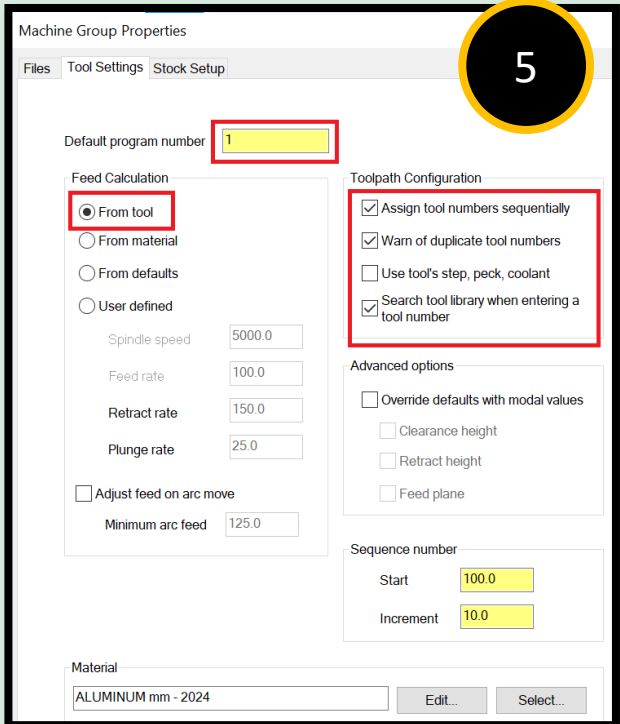 Machine Group Properties
5
Files Tool Settings Stock Setup
Default program number 1
Feed Calculation
From tool
From material
From defaults
User defined
Spindle speed 5000.0
Feed rate 100.0
Retract rate 150.0
Plunge rate 25.0
Adjust feed on arc move
Minimum arc feed 125.0
Toolpath Configuration
Assign tool numbers sequentially
Warn of duplicate tool numbers
Use tool's step, peck, coolant
Search tool library when entering a
tool number
Advanced options
Override defaults with modal values
Clearance height
Retract height
Feed plane
Sequence number
Start 100.0
Increment 10.0
Material
ALUMINUM mm - 2024 Edit... Select...